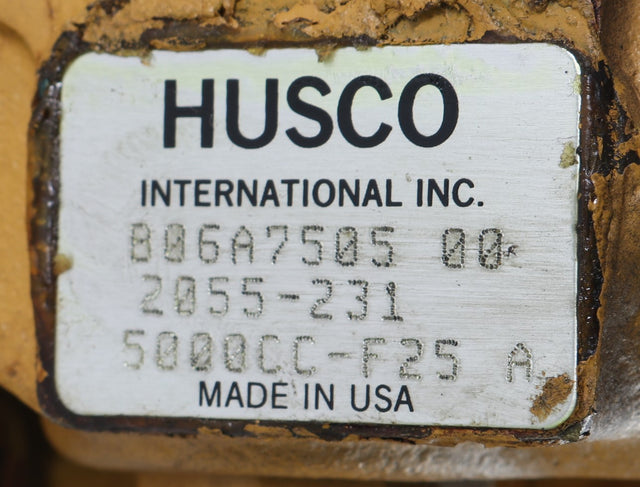 HUSCO
INTERNATIONAL INC.
B06A7505 00
2055-231
5000CC-F25 A
MADE IN USA